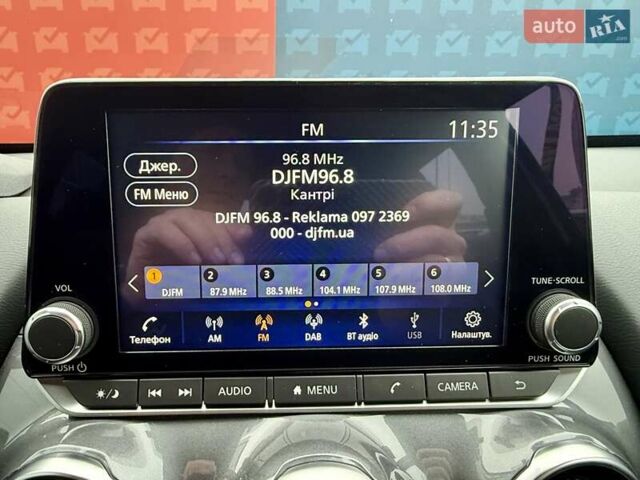 auto RIA.com
FM
11:35
96.8 MHz
Джер.
DJFM96.8
FM Меню
Кантрі
DJFM 96.8 - Reklama 097 2369
000 - djfm.ua
1 2 3 4 5 6
DJFM 87.9 MHz 88.5 MHz 104.1 MHz 107.9 MHz 108.0 MHz
VOL
TUNE·SCROLL
Телефон AM FM DAB BT аудіо USB Налаштув.
PUSH
PUSH SOUND
AUDIO MENU CAMERA